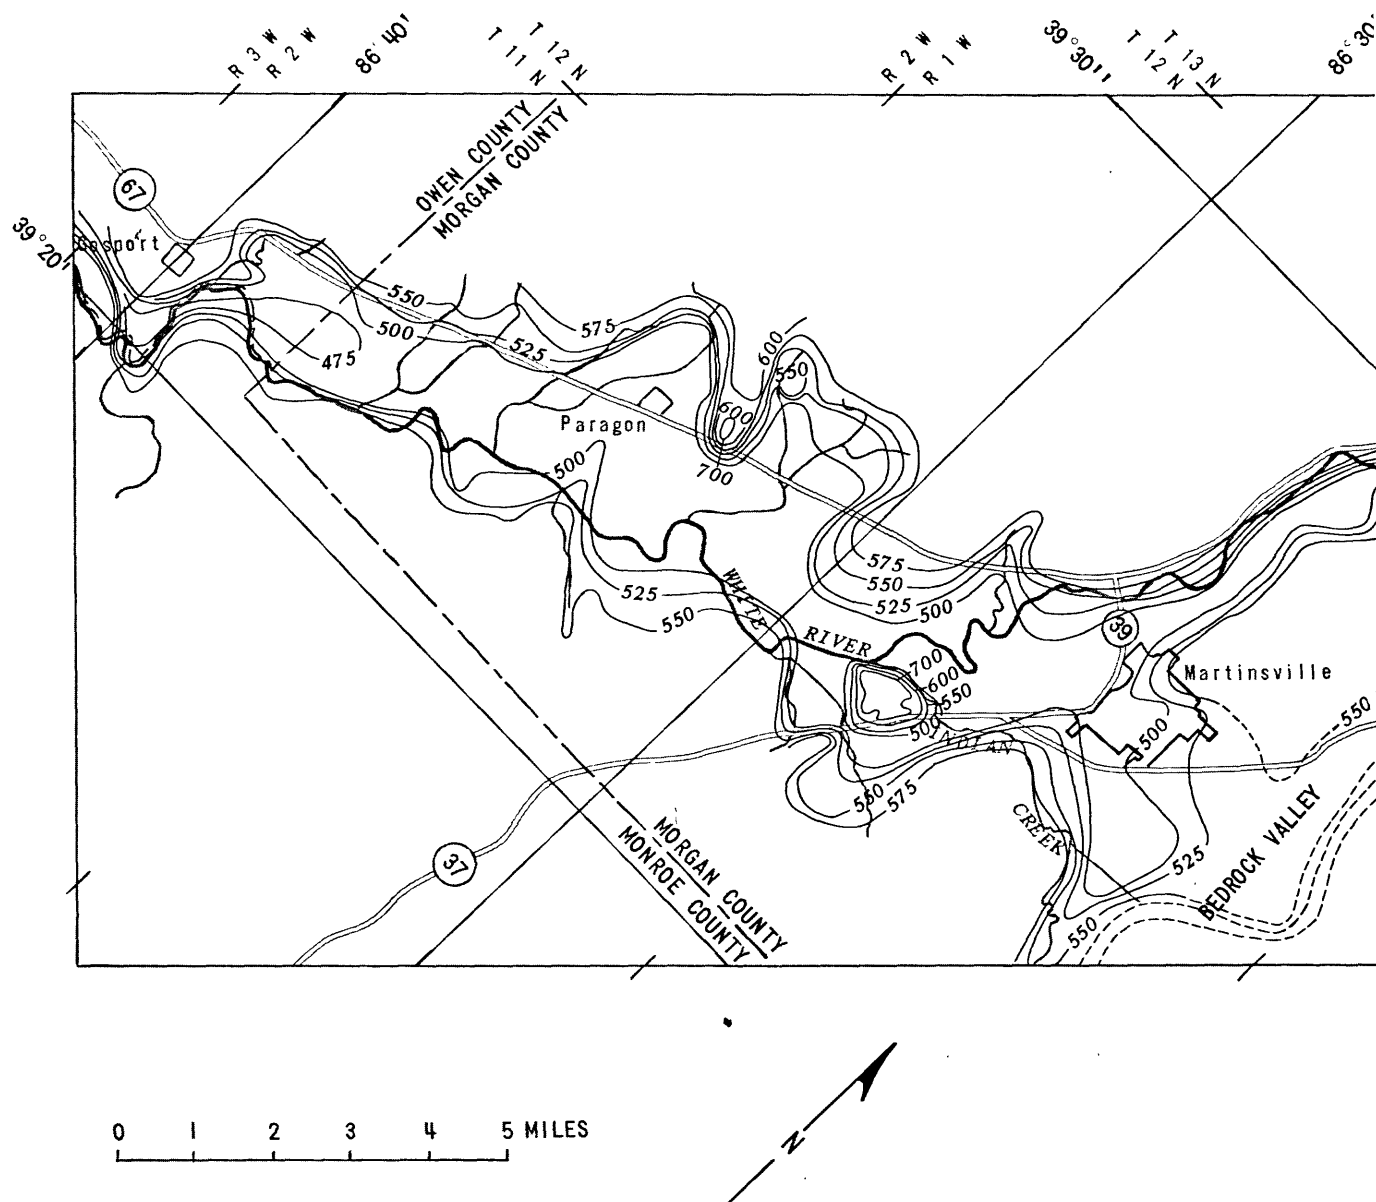 R 3 W
R 2 W
86°40'
T 12 N
T 11 N
R 2 W
R 1 W
39°30"
T 13 N
T 12 N
86°30'
OWEN COUNTY
MORGAN COUNTY
67
39°20'
Gosport
550
500
475
575
525
600
550
600
700
Paragon
500
575
550
525
500
525
550
WHITE
RIVER
39
700
600
550
500
Martinsville
550
500
INDIAN
CREEK
550
575
525
BEDROCK VALLEY
550
37
MORGAN COUNTY
MONROE COUNTY
0 1 2 3 4 5 MILES
N